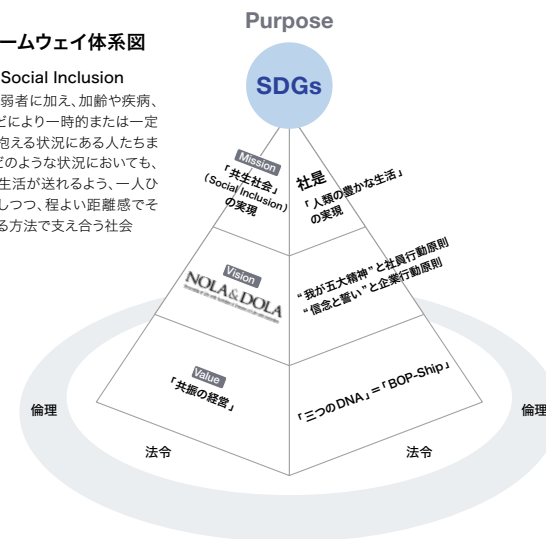 Purpose
ームウェイ体系図
SDGs
Social Inclusion
弱者に加え、加齢や疾病、
どにより一時的または一定
抱える状況にある人たちま
どのような状況においても、
生活が送れるよう、一人ひ
しつつ、程よい距離感でそ
る方法で支え合う社会
Mission
「共生社会」
（Social Inclusion）
の実現
社是
「人類の豊かな生活」
の実現
Vision
NOLA&DOLA
“我が五大精神”と社員行動原則
“信念と誓い”と企業行動原則
Value
「共振の経営」
「三つのDNA」＝「BOP-Ship」
倫理
倫理
法令
法令